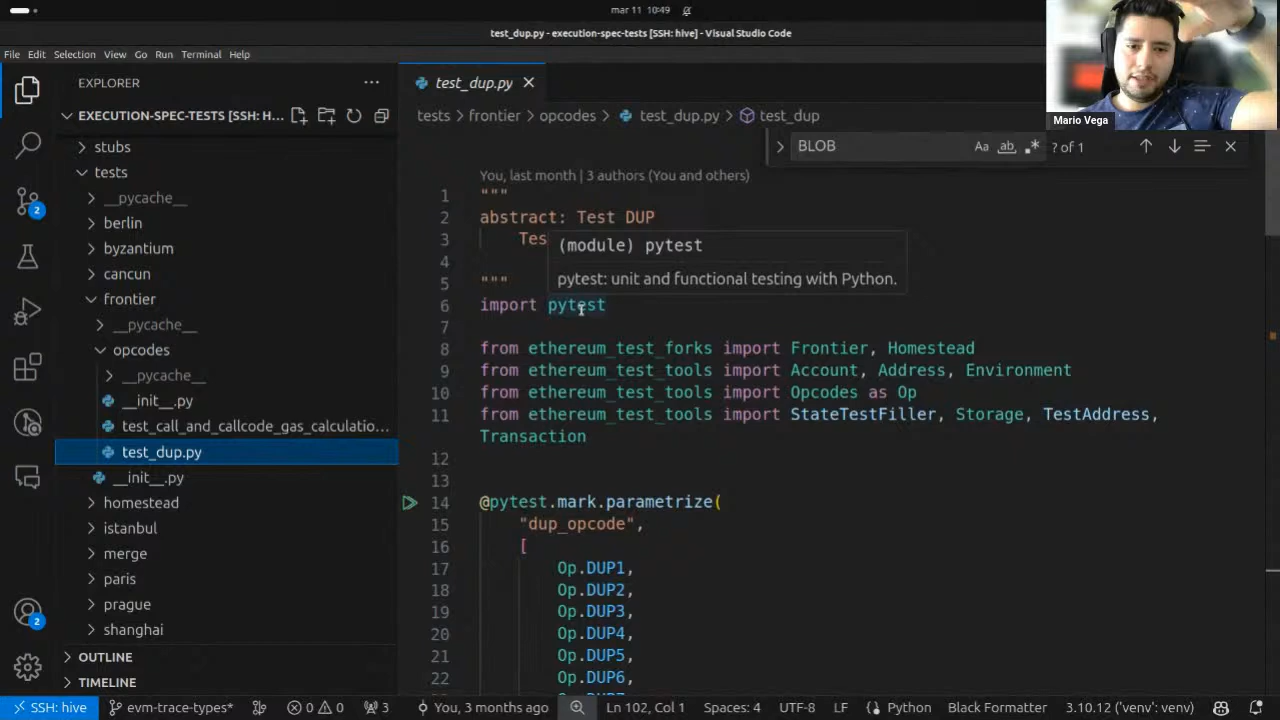 mar 11 10:49
test_dup.py - execution-spec-tests [SSH: hive] - Visual Studio Code
File Edit Selection View Go Run Terminal Help
Mario Vega
EXPLORER
EXECUTION-SPEC-TESTS [SSH: H...
stubs
tests
__pycache__
berlin
byzantium
cancun
frontier
__pycache__
opcodes
__pycache__
__init__.py
test_call_and_callcode_gas_calculatio...
test_dup.py
__init__.py
homestead
istanbul
merge
paris
prague
shanghai
OUTLINE
TIMELINE
2
2
test_dup.py
tests > frontier > opcodes > test_dup.py > test_dup
BLOB Aa ab .* ? of 1
You, last month | 3 authors (You and others)
1 """
2 abstract: Test DUP
3 Tes
4
5 """
(module) pytest
pytest: unit and functional testing with Python.
6 import pytest
7
8 from ethereum_test_forks import Frontier, Homestead
9 from ethereum_test_tools import Account, Address, Environment
10 from ethereum_test_tools import Opcodes as Op
11 from ethereum_test_tools import StateTestFiller, Storage, TestAddress,
Transaction
12
13
14 @pytest.mark.parametrize(
15 "dup_opcode",
16 [
17 Op.DUP1,
18 Op.DUP2,
19 Op.DUP3,
20 Op.DUP4,
21 Op.DUP5,
22 Op.DUP6,
SSH: hive evm-trace-types* 0 0 3 You, 3 months ago Ln 102, Col 1 Spaces: 4 UTF-8 LF Python Black Formatter 3.10.12 ('venv': venv)